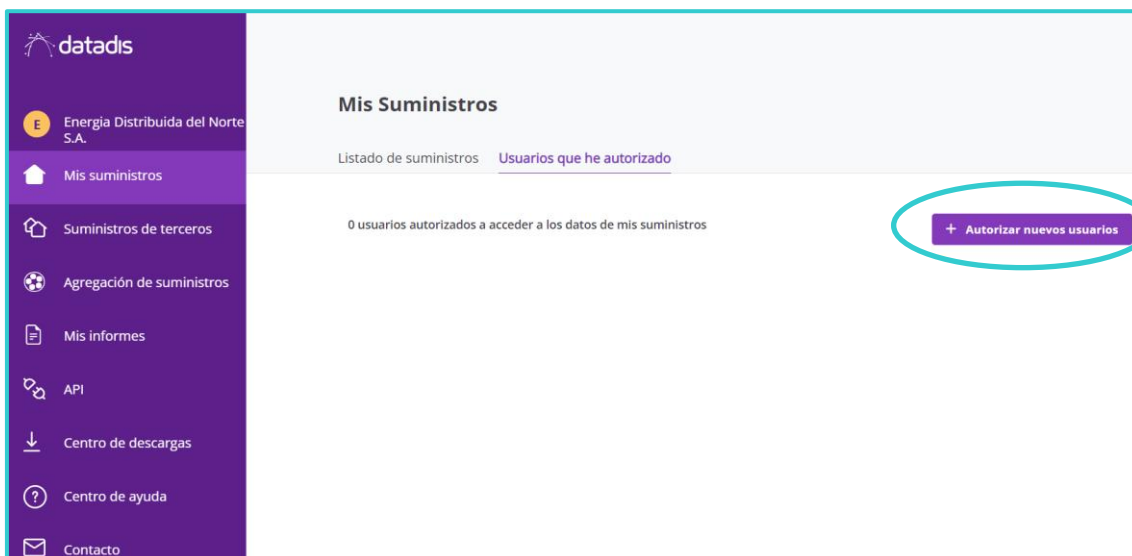 datadis
E
Energia Distribuida del Norte
S.A.
Mis suministros
Suministros de terceros
Agregación de suministros
Mis informes
API
Centro de descargas
Centro de ayuda
Contacto
Mis Suministros
Listado de suministros Usuarios que he autorizado
0 usuarios autorizados a acceder a los datos de mis suministros
+ Autorizar nuevos usuarios